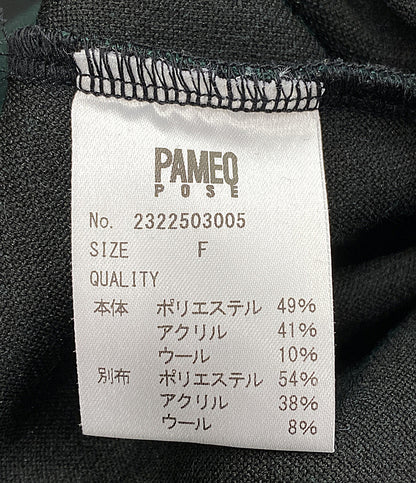 PAMEO
POSE
No. 2322503005
SIZE F
QUALITY
本体 ポリエステル 49%
アクリル 41%
ウール 10%
別布 ポリエステル 54%
アクリル 38%
ウール 8%